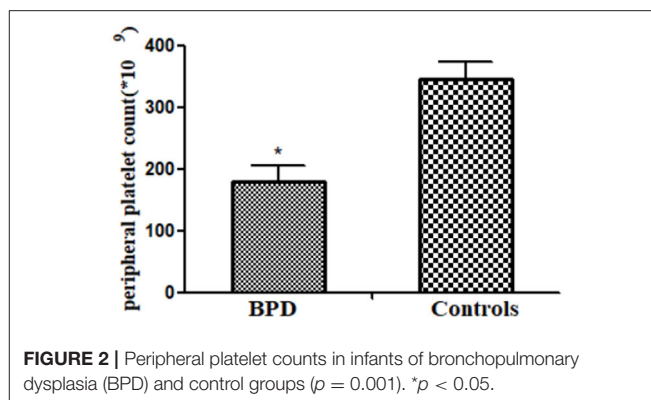 peripheral platelet count(*10 9)
400
300
200
100
0
*
BPD
Controls
FIGURE 2 | Peripheral platelet counts in infants of bronchopulmonary
dysplasia (BPD) and control groups (p = 0.001). *p < 0.05.